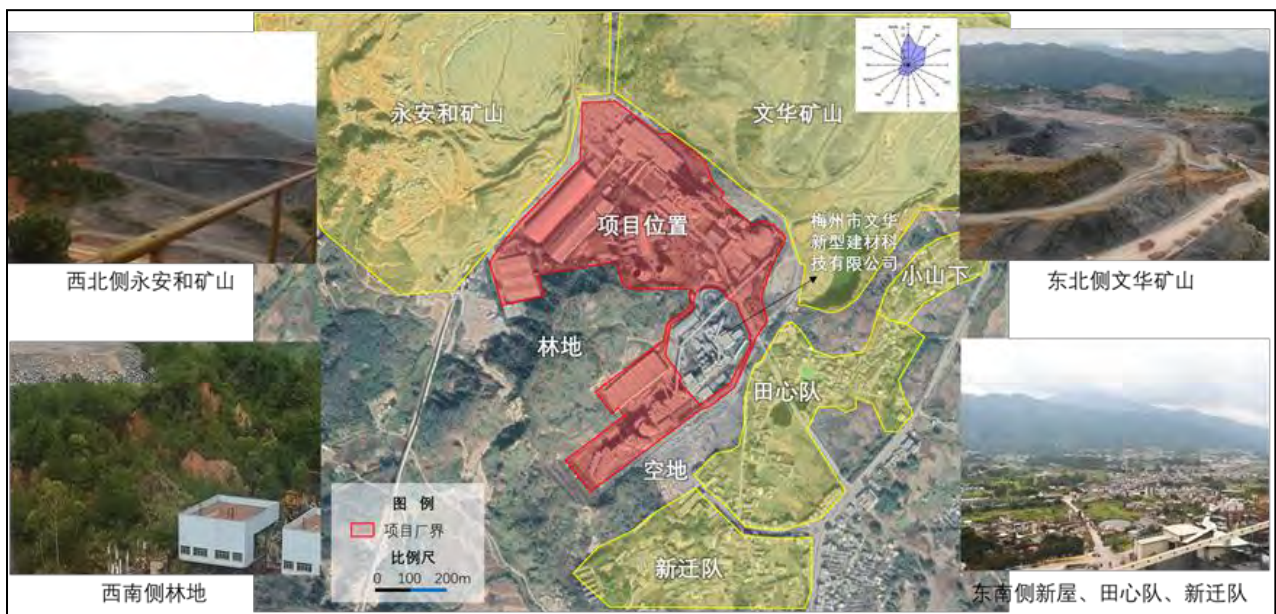 永安和矿山
文华矿山
项目位置
梅州市文华
新型建材科
技有限公司
小山下
西北侧永安和矿山
东北侧文华矿山
林地
田心队
空地
图 例
项目厂界
比例尺
0 100 200m
新迁队
西南侧林地
东南侧新屋、田心队、新迁队